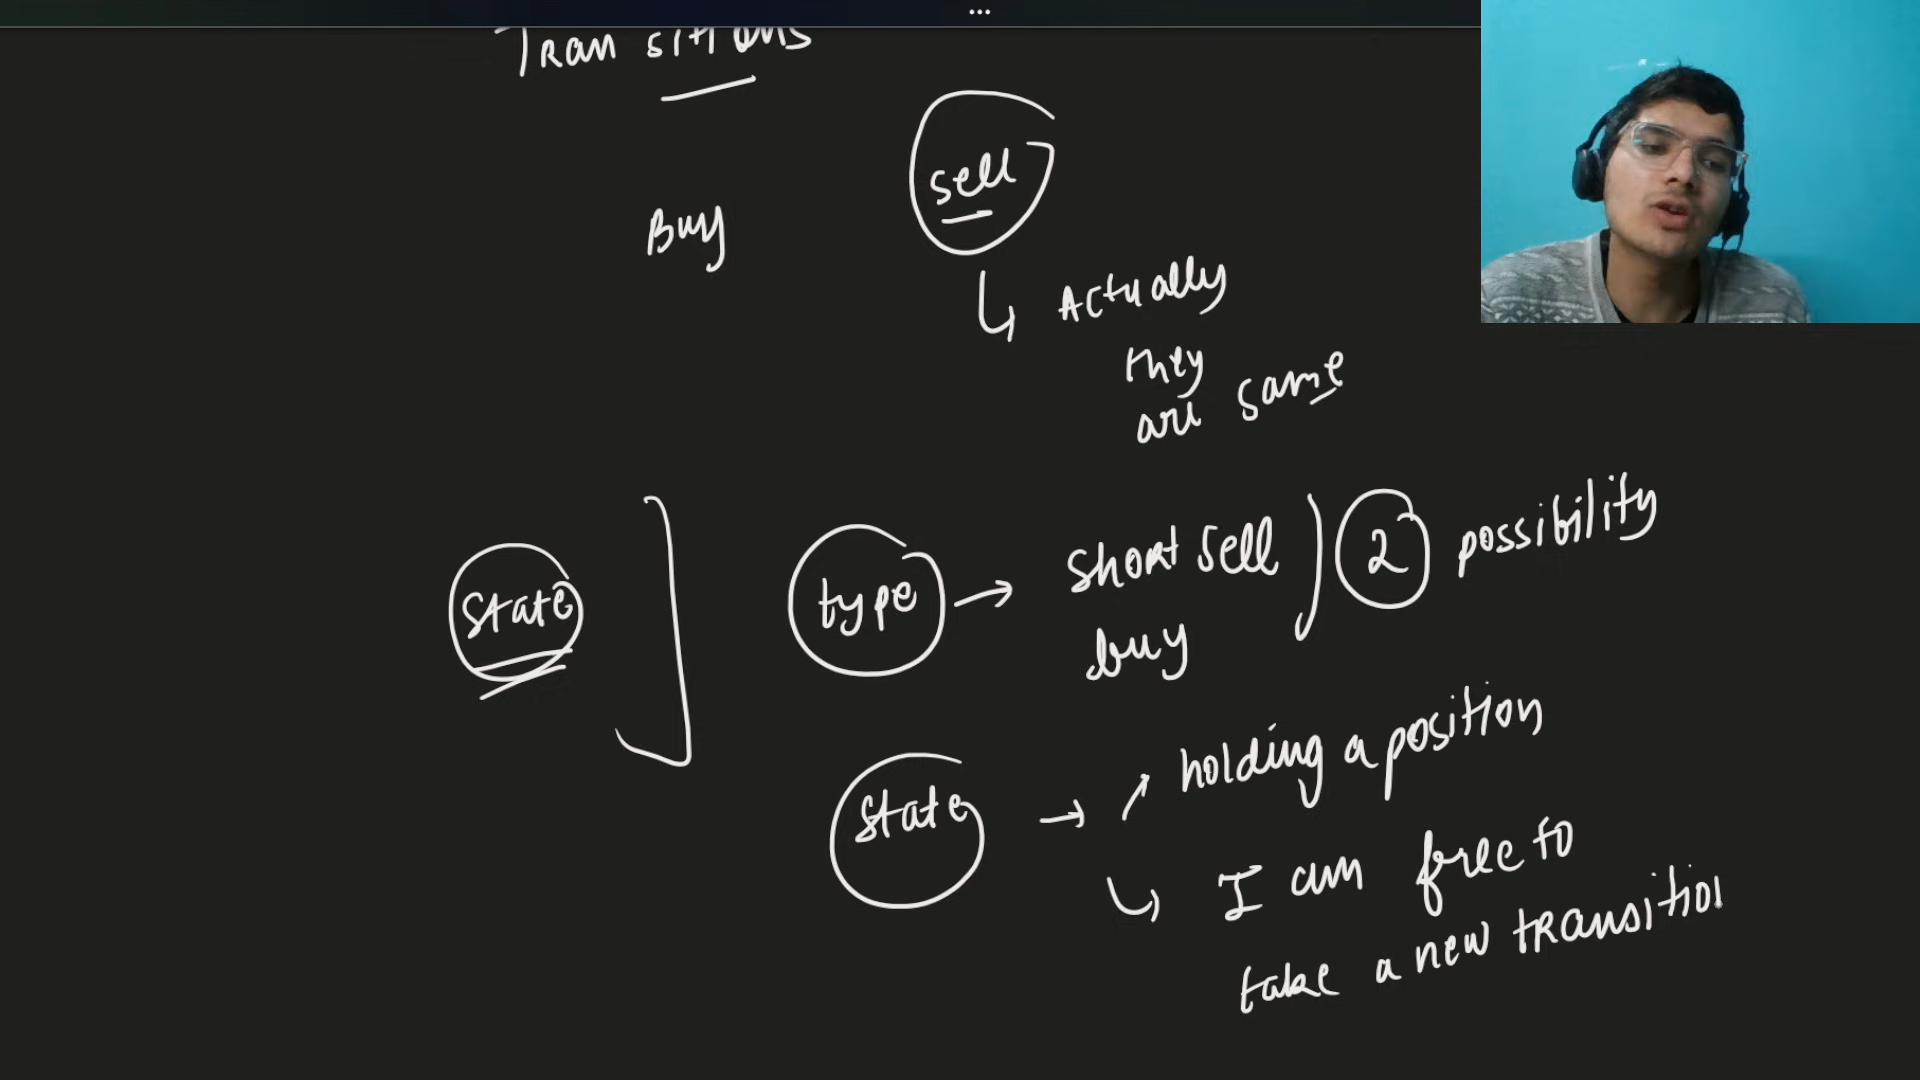 Transitions
Buy
sell
Actually
they
are same
state
type → short sell
buy
2 possibility
state → holding a position
I am free to
take a new transition